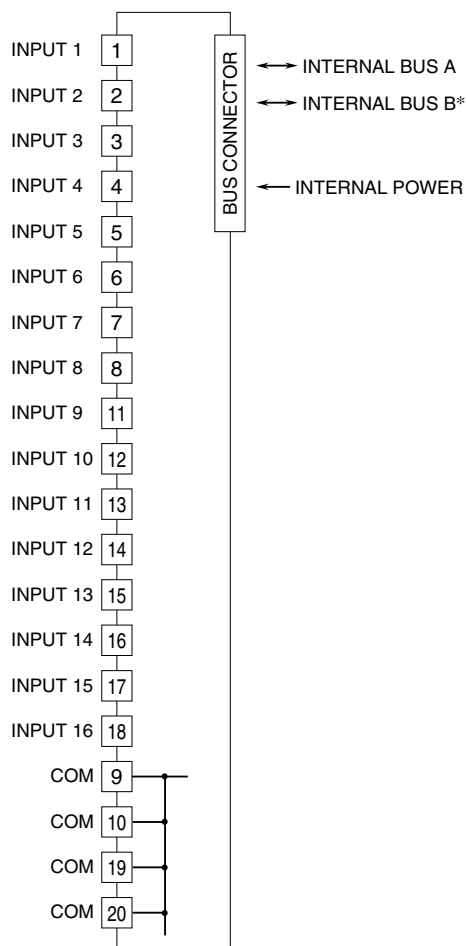 INPUT 1 1
INPUT 2 2
INPUT 3 3
INPUT 4 4
INPUT 5 5
INPUT 6 6
INPUT 7 7
INPUT 8 8
INPUT 9 11
INPUT 10 12
INPUT 11 13
INPUT 12 14
INPUT 13 15
INPUT 14 16
INPUT 15 17
INPUT 16 18
COM 9
COM 10
COM 19
COM 20
BUS CONNECTOR
INTERNAL BUS A
INTERNAL BUS B*
INTERNAL POWER